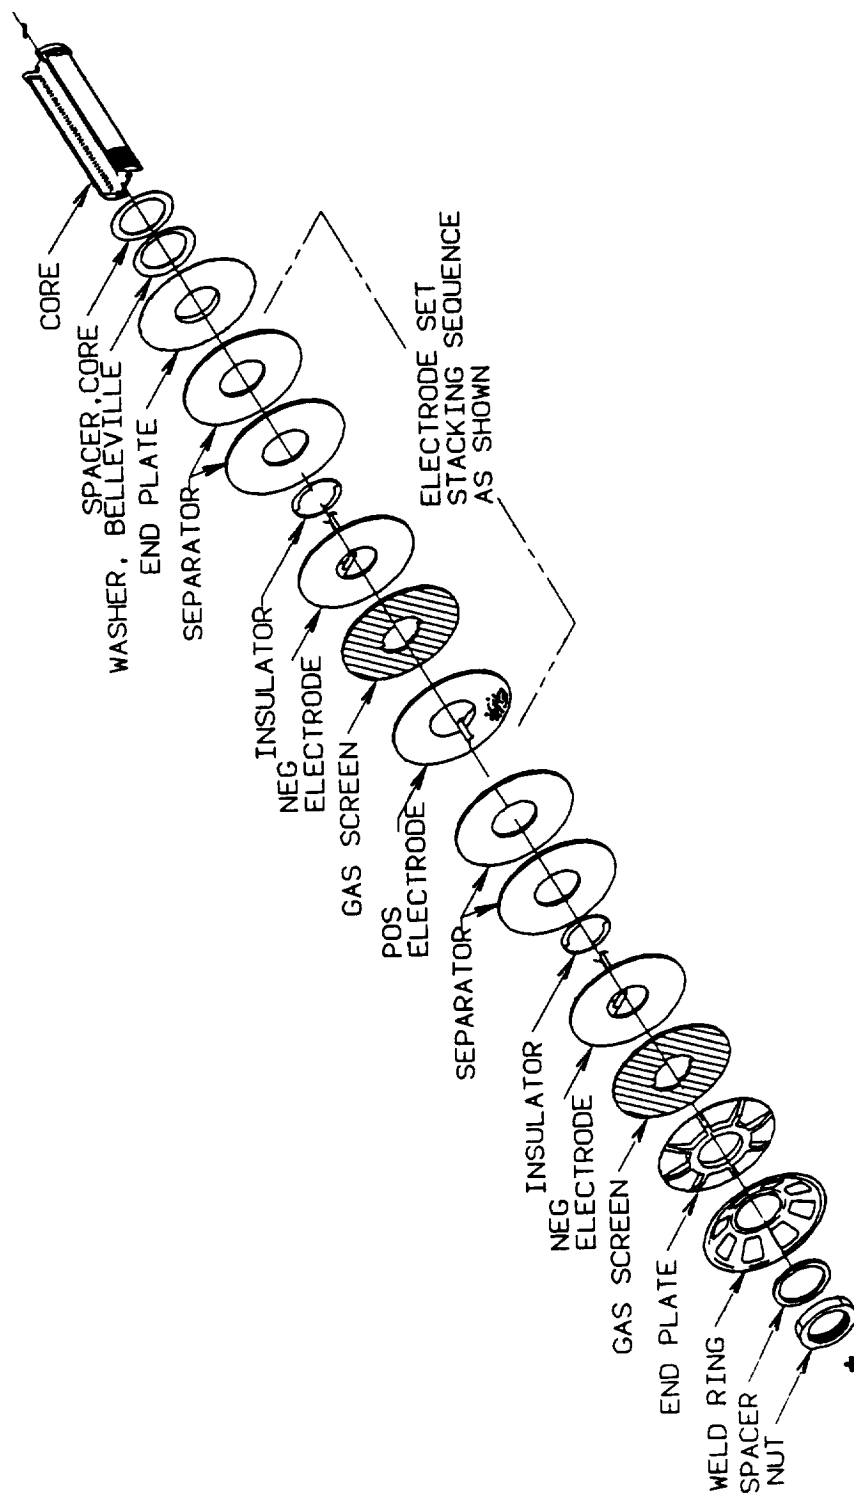 CORE
SPACER, CORE
WASHER, BELLEVILLE
END PLATE
SEPARATOR
INSULATOR
NEG
ELECTRODE
GAS SCREEN
POS
ELECTRODE
ELECTRODE SET
STACKING SEQUENCE
AS SHOWN
SEPARATOR
INSULATOR
NEG
ELECTRODE
GAS SCREEN
END PLATE
WELD RING
SPACER
NUT
+